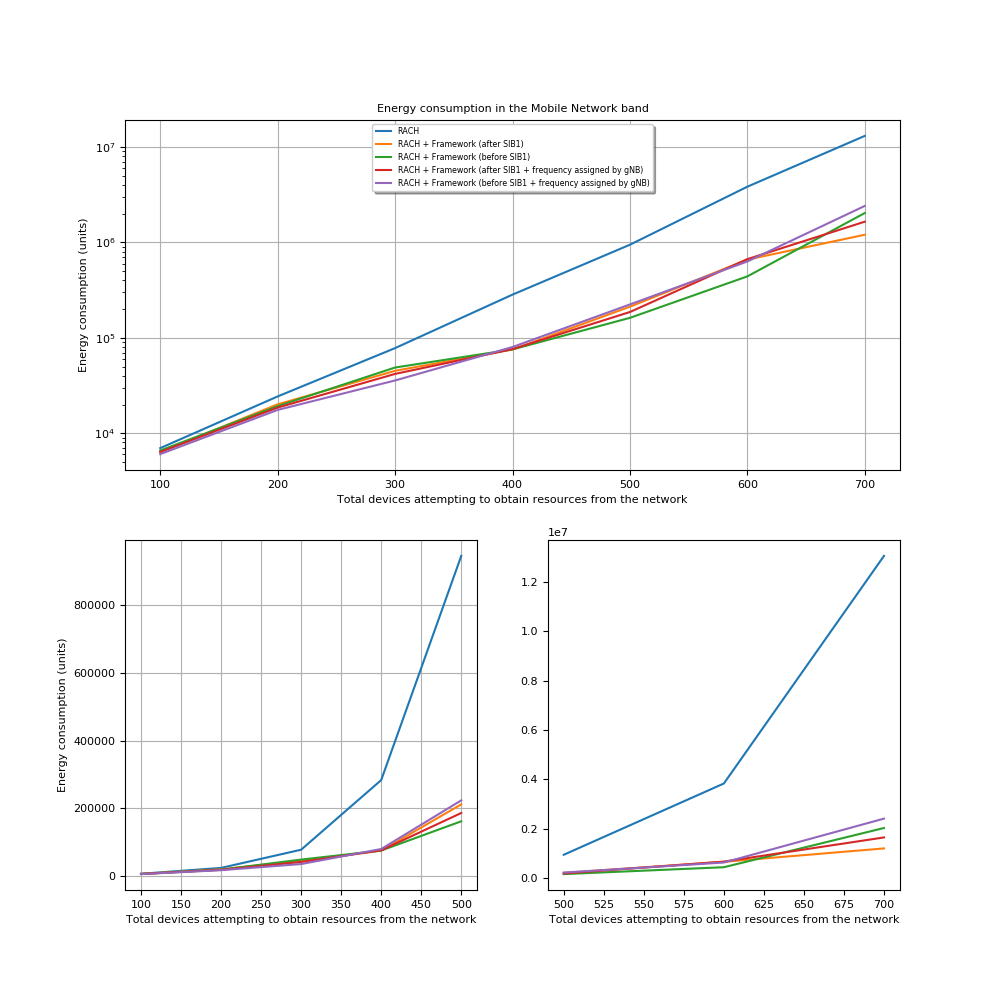 Energy consumption in the Mobile Network band
RACH
RACH + Framework (after SIB1)
RACH + Framework (before SIB1)
RACH + Framework (after SIB1 + frequency assigned by gNB)
RACH + Framework (before SIB1 + frequency assigned by gNB)
Energy consumption (units)
10⁷
10⁶
10⁵
10⁴
100 200 300 400 500 600 700
Total devices attempting to obtain resources from the network
Energy consumption (units)
800000
600000
400000
200000
0
100 150 200 250 300 350 400 450 500
Total devices attempting to obtain resources from the network
1e7
1.2
1.0
0.8
0.6
0.4
0.2
0.0
500 525 550 575 600 625 650 675 700
Total devices attempting to obtain resources from the network